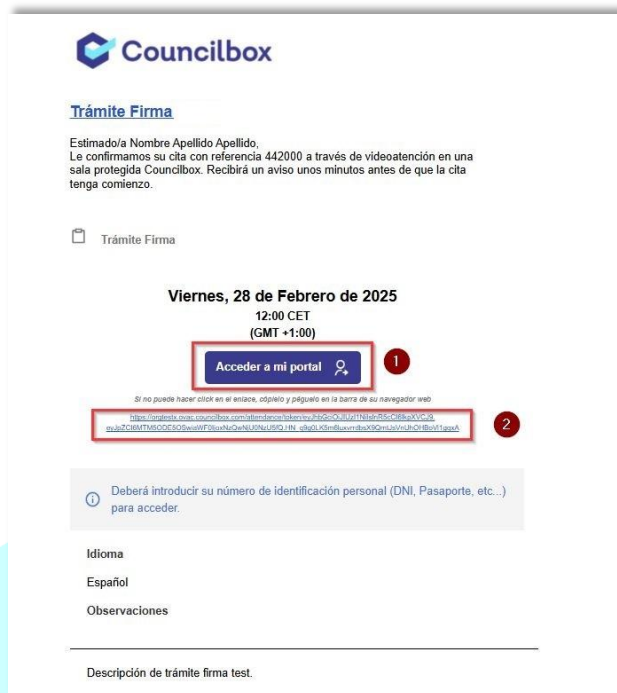 Councilbox
Trámite Firma
Estimado/a Nombre Apellido Apellido,
Le confirmamos su cita con referencia 442000 a través de videoatención en una
sala protegida Councilbox. Recibirá un aviso unos minutos antes de que la cita
tenga comienzo.
Trámite Firma
Viernes, 28 de Febrero de 2025
12:00 CET
(GMT +1:00)
Acceder a mi portal
1
Si no puede hacer click en el enlace, cópielo y péguelo en la barra de su navegador web
2
Deberá introducir su número de identificación personal (DNI, Pasaporte, etc...)
para acceder.
Idioma
Español
Observaciones
Descripción de trámite firma test.